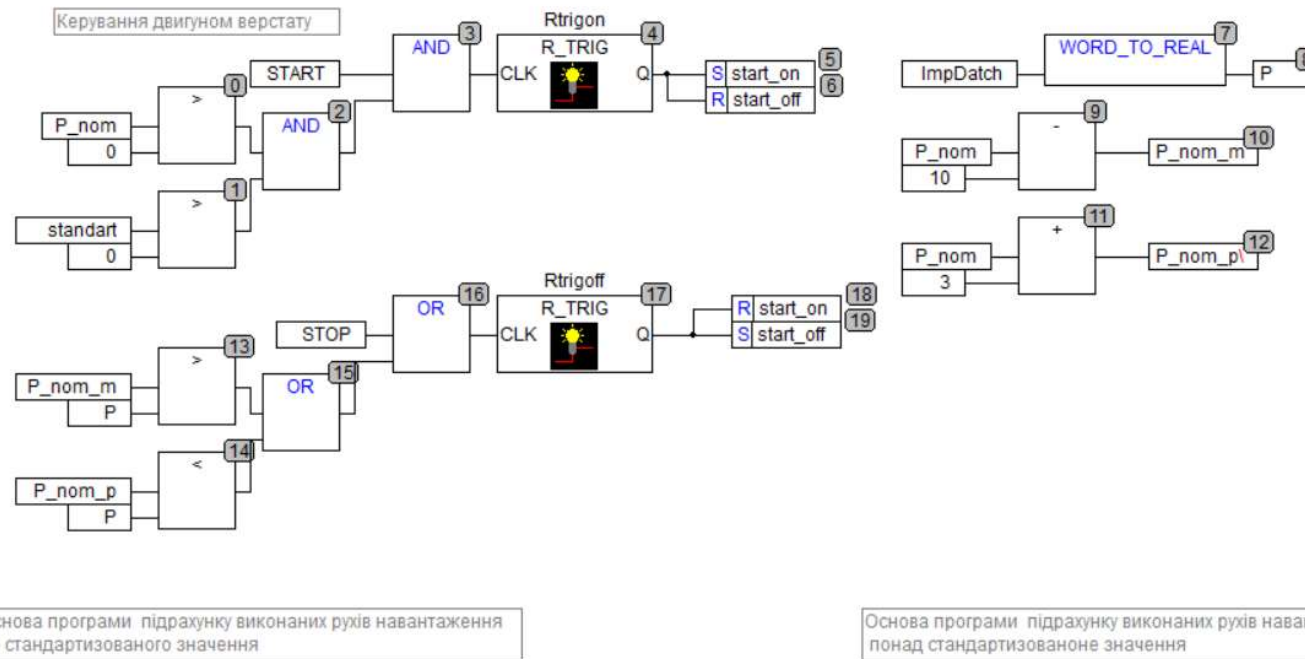 Керування двигуном верстату
Rtrigon
3
4
7
AND
R_TRIG
WORD_TO_REAL
START
CLK
Q
S start_on
5
ImpDatch
P
0
>
2
R start_off
6
P_nom
AND
9
-
0
10
P_nom
P_nom_m
1
10
>
11
standart
+
0
12
P_nom
P_nom_p\
Rtrigoff
3
16
17
18
OR
R_TRIG
R start_on
STOP
CLK
Q
S start_off
19
13
>
15
P_nom_m
OR
P
14
<
P_nom_p
P
програми підрахунку виконаних рухів навантаження
стандартизованого значення
Основа програми підрахунку виконаних рухів
понад стандартизованоне значення